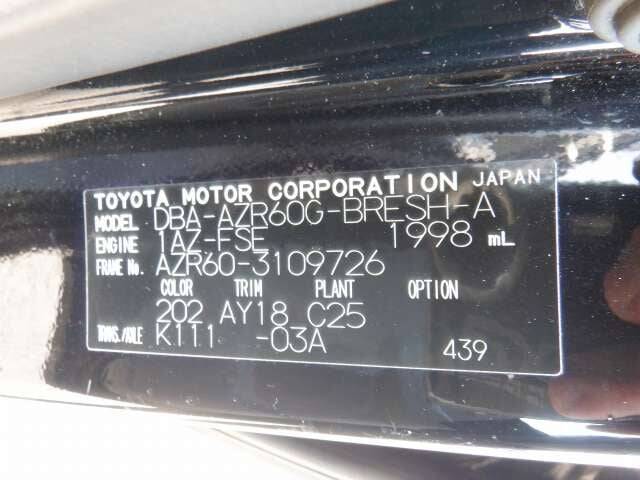 TOYOTA MOTOR CORPORATION JAPAN
MODEL DBA-AZR60G-BRESH-A
ENGINE 1AZ-FSE 1998 mL
FRAME No. AZR60-3109726
COLOR TRIM PLANT OPTION
202 AY18 C25
TRANS./AXLE K111 -03A
439